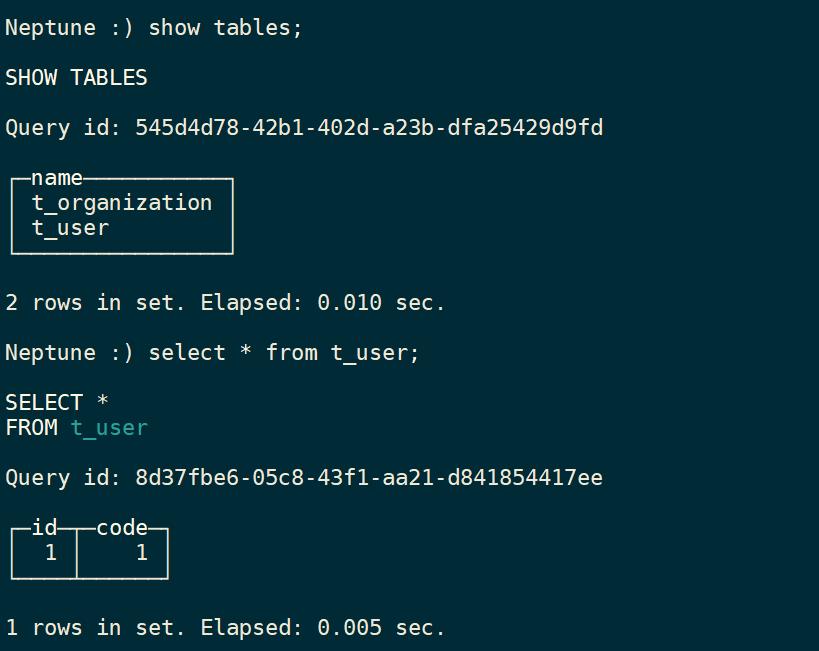 Neptune :) show tables;
SHOW TABLES
Query id: 545d4d78-42b1-402d-a23b-dfa25429d9fd
name
t_organization
t_user
2 rows in set. Elapsed: 0.010 sec.
Neptune :) select * from t_user;
SELECT *
FROM t_user
Query id: 8d37fbe6-05c8-43f1-aa21-d841854417ee
id code
1 1
1 rows in set. Elapsed: 0.005 sec.